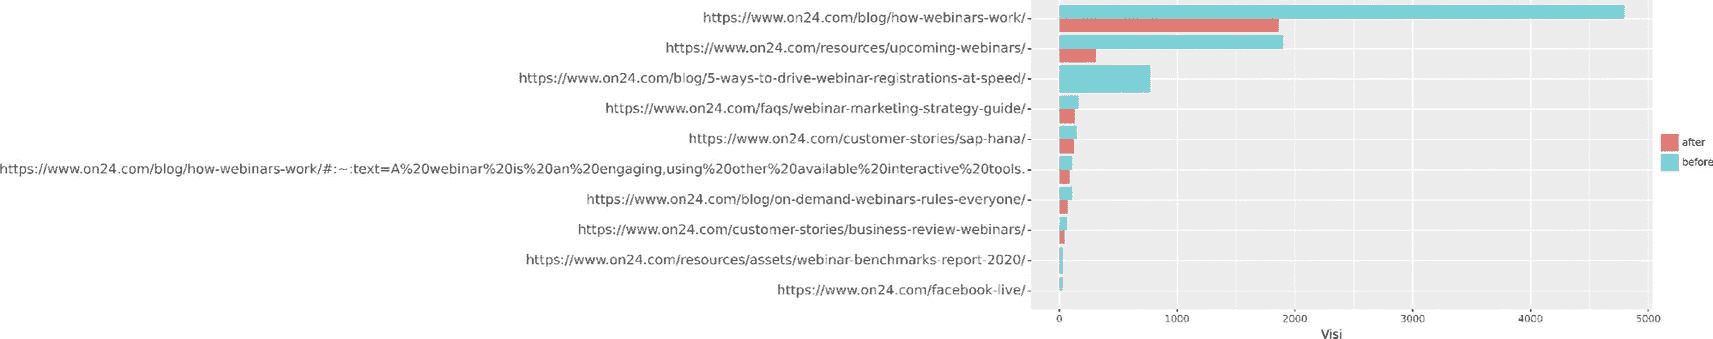 https://www.on24.com/blog/how-webinars-work/
https://www.on24.com/resources/upcoming-webinars/
https://www.on24.com/blog/5-ways-to-drive-webinar-registrations-at-speed/
https://www.on24.com/faqs/webinar-marketing-strategy-guide/
https://www.on24.com/customer-stories/sap-hana/
https://www.on24.com/blog/how-webinars-work/#:~:text=A%20webinar%20is%20an%20engaging,using%20other%20available%20interactive%20tools.
https://www.on24.com/blog/on-demand-webinars-rules-everyone/
https://www.on24.com/customer-stories/business-review-webinars/
https://www.on24.com/resources/assets/webinar-benchmarks-report-2020/
https://www.on24.com/facebook-live/
0 1000 2000 3000 4000 5000
Visi
after
before